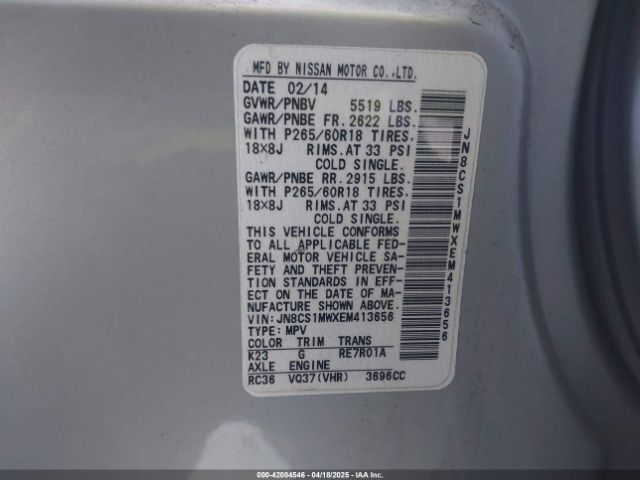 MFD BY NISSAN MOTOR CO.,LTD.
DATE 02/14
GVWR/PNBV 5519 LBS.
GAWR/PNBE FR. 2622 LBS.
WITH P265/60R18 TIRES.
18X8J RIMS.AT 33 PSI
COLD SINGLE.
GAWR/PNBE RR. 2915 LBS.
WITH P265/60R18 TIRES.
18X8J RIMS.AT 33 PSI
COLD SINGLE.
THIS VEHICLE CONFORMS
TO ALL APPLICABLE FED-
ERAL MOTOR VEHICLE SA-
FETY AND THEFT PREVEN-
TION STANDARDS IN EFF-
ECT ON THE DATE OF MA-
NUFACTURE SHOWN ABOVE
VIN: JN8CS1MWXEM413656
TYPE: MPV
COLOR TRIM TRANS
K23 G RE7R01A
AXLE ENGINE
RC36 VQ37(VHR) 3696CC
JN8CS1MWXEM413656
000-42084546 - 04/18/2025 - IAAI.COM